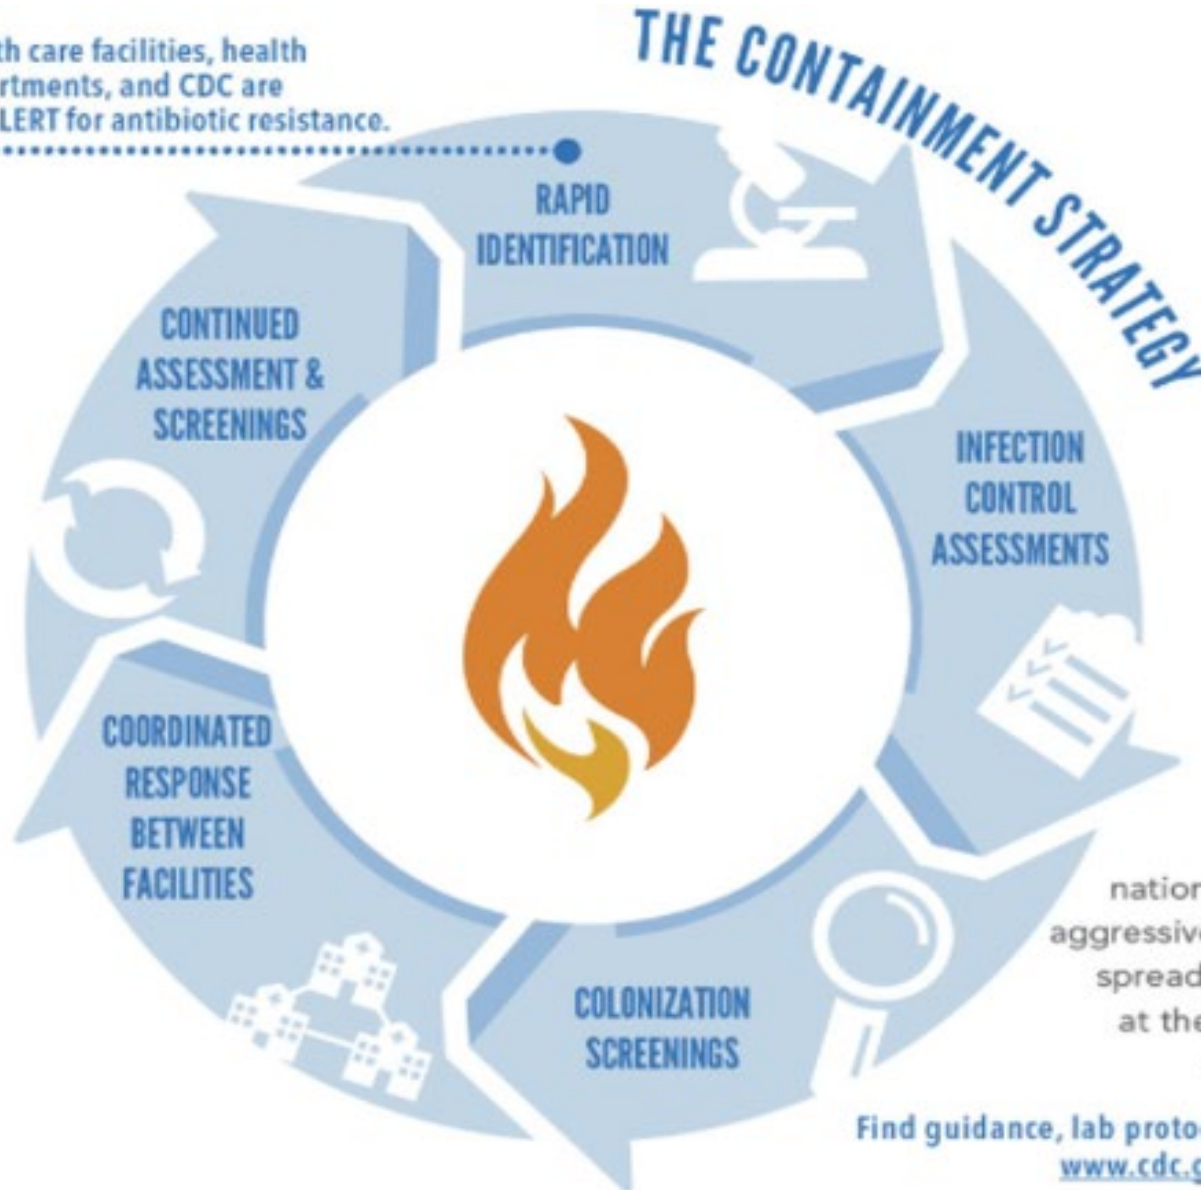 th care facilities, health
rtments, and CDC are
LERT for antibiotic resistance.
THE CONTAINMENT STRATEGY
RAPID
IDENTIFICATION
INFECTION
CONTROL
ASSESSMENTS
COLONIZATION
SCREENINGS
COORDINATED
RESPONSE
BETWEEN
FACILITIES
CONTINUED
ASSESSMENT &
SCREENINGS
nation
aggressive
spread
at the
Find guidance, lab proto
www.cdc.g